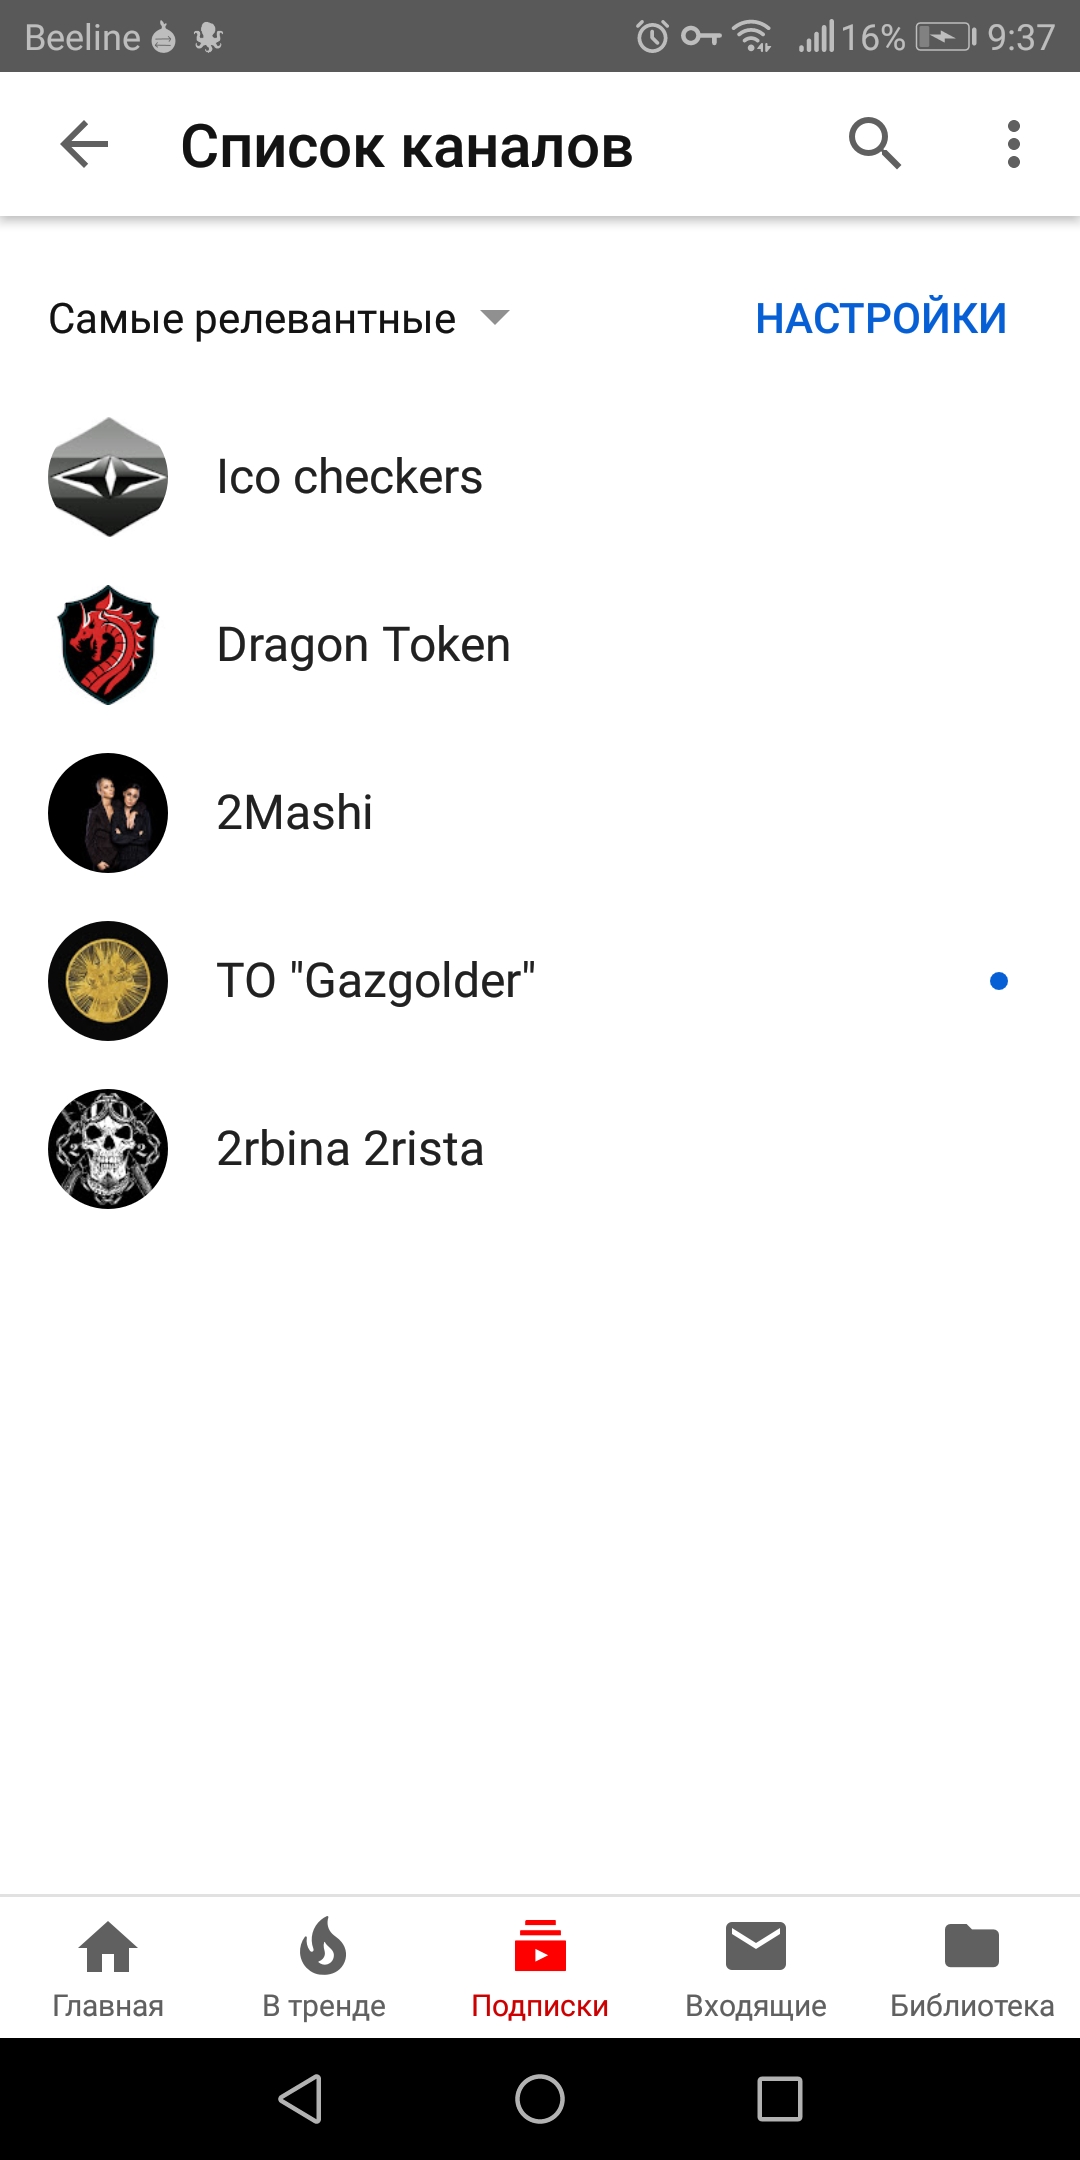 Beeline 16% 9:37
Список каналов
Самые релевантные НАСТРОЙКИ
Ico checkers
Dragon Token
2Mashi
ТО "Gazgolder"
2rbina 2rista
Главная В тренде Подписки Входящие Библиотека